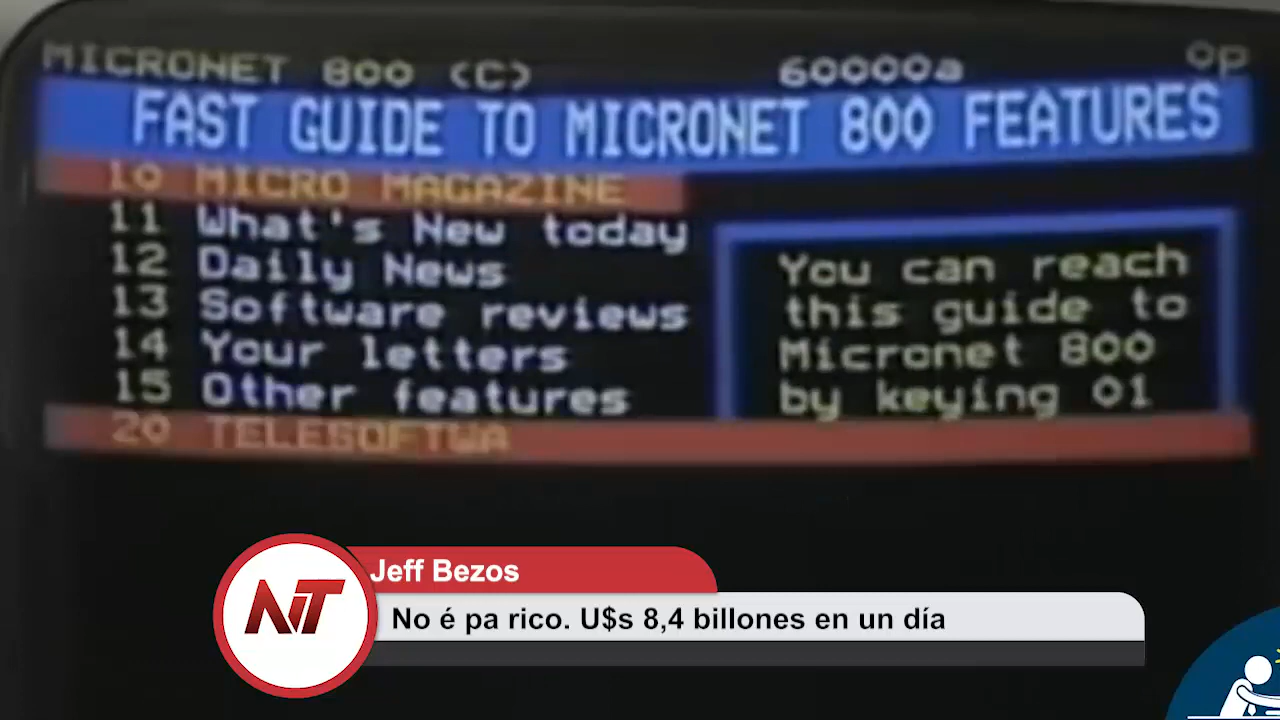 MICRONET 800 (C) 60000a 0p
FAST GUIDE TO MICRONET 800 FEATURES
10 MICRO MAGAZINE
11 What's New today
12 Daily News
13 Software reviews
14 Your letters
15 Other features
You can reach
this guide to
Micronet 800
by keying 01
20 TELESOFTWA
NT
Jeff Bezos
No é pa rico. U$s 8,4 billones en un día